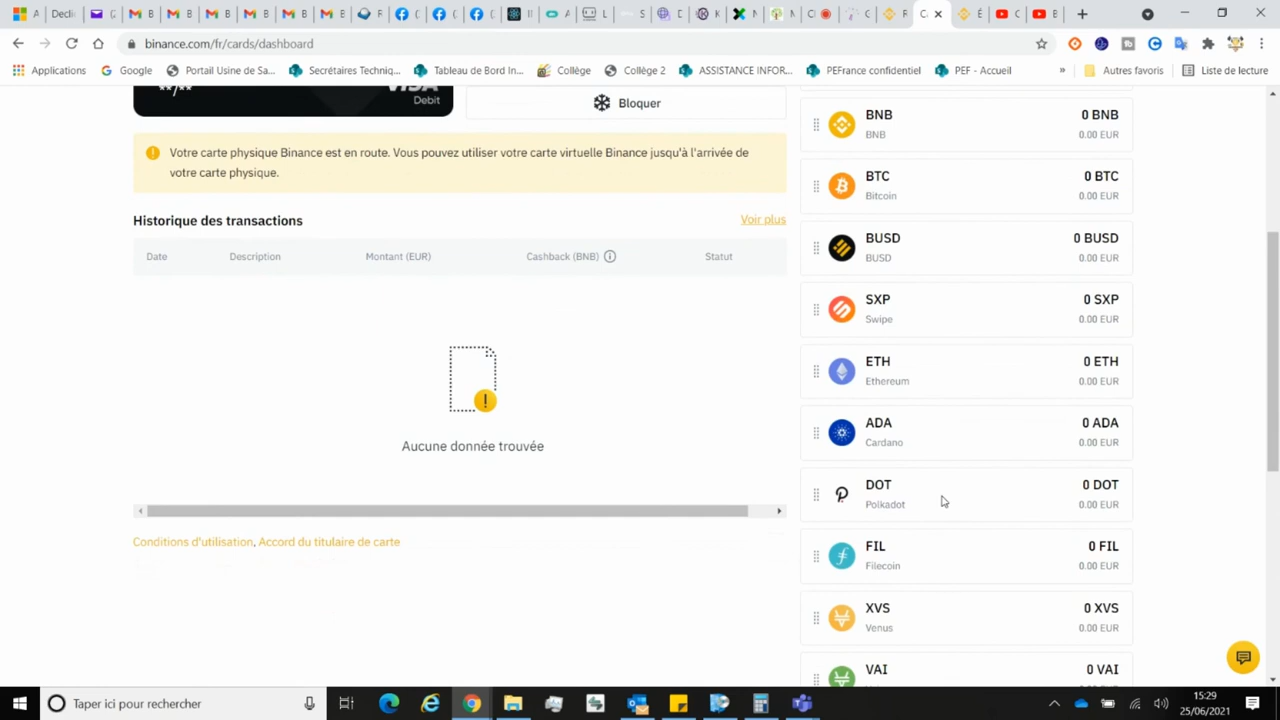 A
Decli
G
M B
M B
M B
M B
M B
M B
R
C
binance.com/fr/cards/dashboard
Applications
Google
Portail Usine de Sa...
Secrétaires Techniq...
Tableau de Bord In...
Collège
Collège 2
ASSISTANCE INFOR...
PEFrance confidentiel
PEF - Accueil
»
Autres favoris
Liste de lecture
**/**
VISA
Debit
Bloquer
Votre carte physique Binance est en route. Vous pouvez utiliser votre carte virtuelle Binance jusqu'à l'arrivée de
votre carte physique.
Historique des transactions
Voir plus
Date
Description
Montant (EUR)
Cashback (BNB)
Statut
Aucune donnée trouvée
Conditions d'utilisation, Accord du titulaire de carte
BNB 0 BNB
BNB 0.00 EUR
BTC 0 BTC
Bitcoin 0.00 EUR
BUSD 0 BUSD
BUSD 0.00 EUR
SXP 0 SXP
Swipe 0.00 EUR
ETH 0 ETH
Ethereum 0.00 EUR
ADA 0 ADA
Cardano 0.00 EUR
DOT 0 DOT
Polkadot 0.00 EUR
FIL 0 FIL
Filecoin 0.00 EUR
XVS 0 XVS
Venus 0.00 EUR
VAI 0 VAI
Taper ici pour rechercher
15:29
25/06/2021